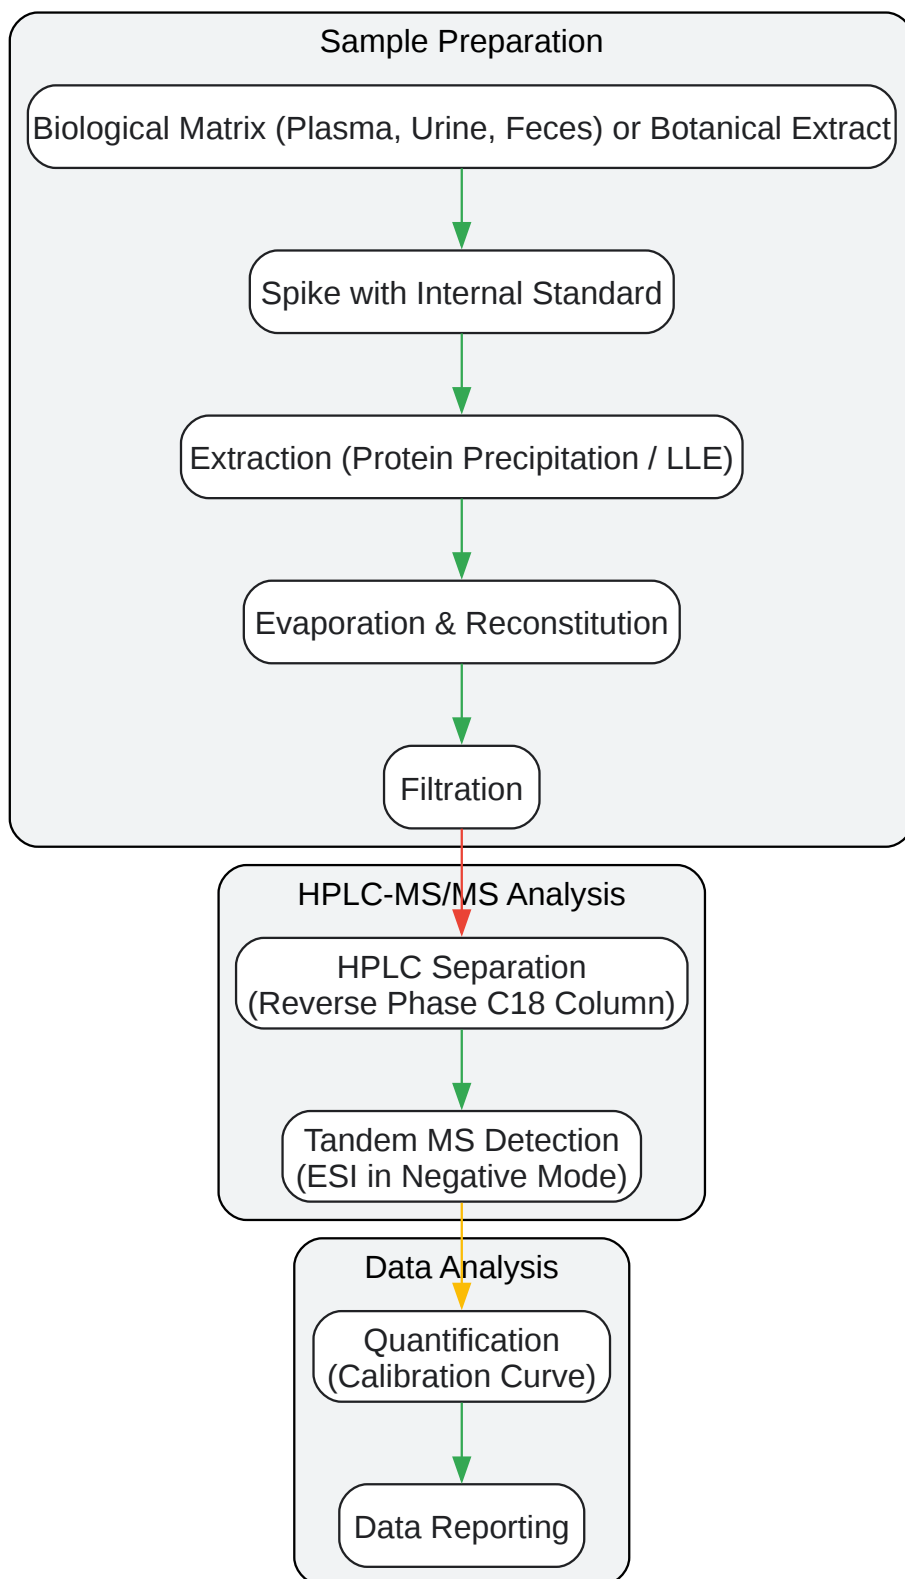 Sample Preparation
Biological Matrix (Plasma, Urine, Feces) or Botanical Extract
Spike with Internal Standard
Extraction (Protein Precipitation / LLE)
Evaporation & Reconstitution
Filtration
HPLC-MS/MS Analysis
HPLC Separation
(Reverse Phase C18 Column)
Tandem MS Detection
(ESI in Negative Mode)
Data Analysis
Quantification
(Calibration Curve)
Data Reporting